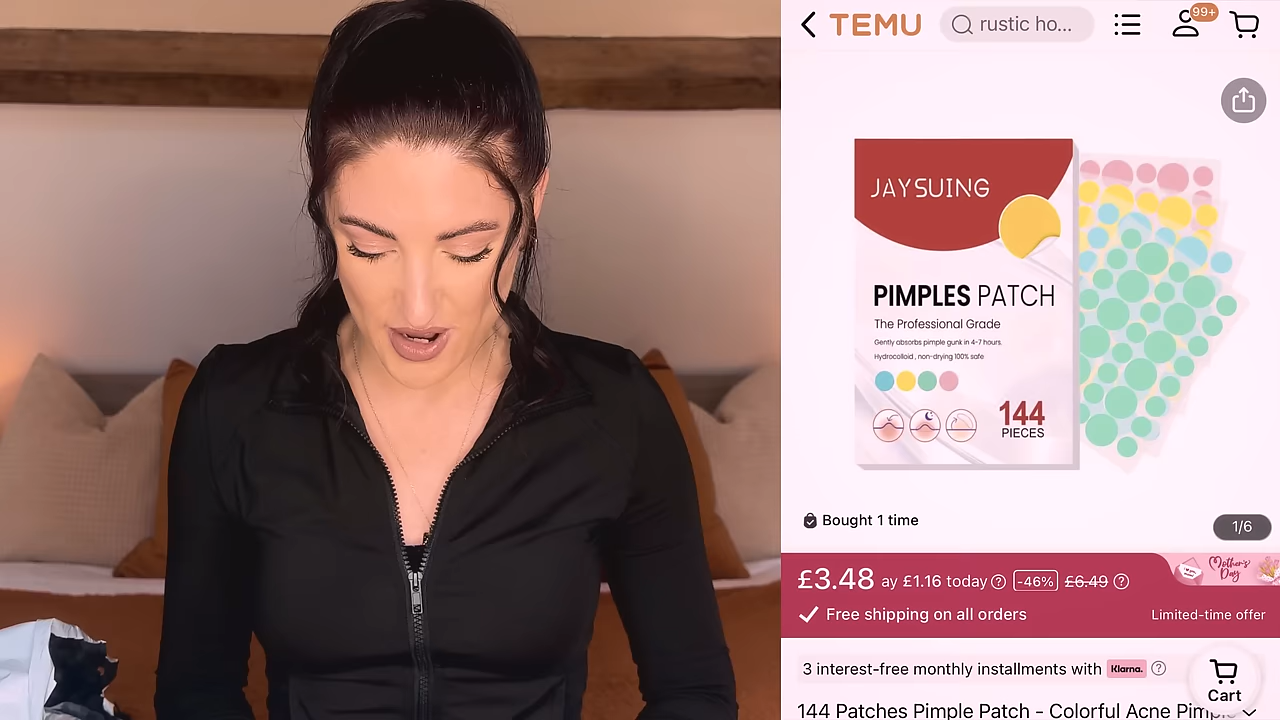 TEMU
rustic ho...
99+
JAYSUING
PIMPLES PATCH
The Professional Grade
Gently absorbs pimple gunk in 4-7 hours.
Hydrocolloid , non-drying 100% safe
144
PIECES
Bought 1 time
1/6
£3.48 ay £1.16 today -46% £6.49
Mother's
Day
Free shipping on all orders
Limited-time offer
3 interest-free monthly installments with Klarna.
Cart
144 Patches Pimple Patch - Colorful Acne Pimple